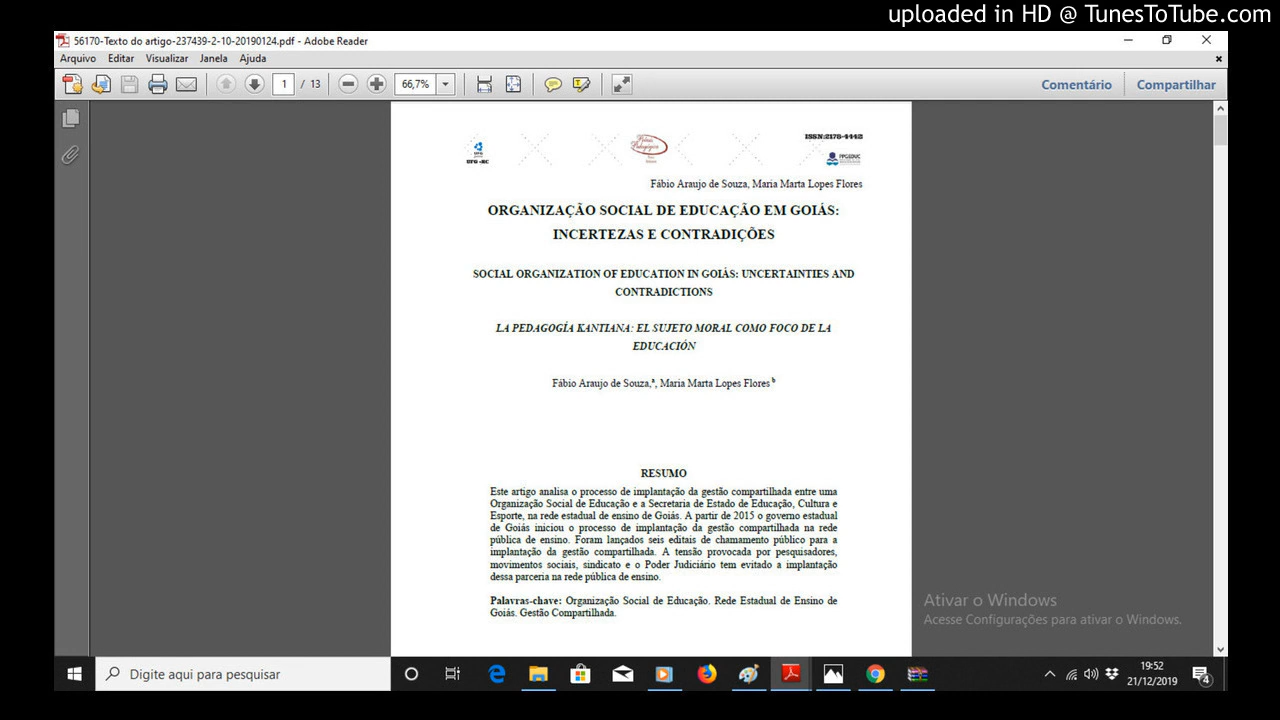 uploaded in HD @ TunesToTube.com
56170-Texto do artigo-237439-2-10-20190124.pdf - Adobe Reader
Arquivo Editar Visualizar Janela Ajuda
1 / 13 66,7% Comentário Compartilhar
ISSN:2178-4442
UFG -RC
PPGEDUC
Fábio Araujo de Souza, Maria Marta Lopes Flores
ORGANIZAÇÃO SOCIAL DE EDUCAÇÃO EM GOIÁS:
INCERTEZAS E CONTRADIÇÕES
SOCIAL ORGANIZATION OF EDUCATION IN GOIÁS: UNCERTAINTIES AND
CONTRADICTIONS
LA PEDAGOGÍA KANTIANA: EL SUJETO MORAL COMO FOCO DE LA
EDUCACIÓN
Fábio Araujo de Souza,ª, Maria Marta Lopes Flores b
RESUMO
Este artigo analisa o processo de implantação da gestão compartilhada entre uma
Organização Social de Educação e a Secretaria de Estado de Educação, Cultura e
Esporte, na rede estadual de ensino de Goiás. A partir de 2015 o governo estadual
de Goiás iniciou o processo de implantação da gestão compartilhada na rede
pública de ensino. Foram lançados seis editais de chamamento público para a
implantação da gestão compartilhada. A tensão provocada por pesquisadores,
movimentos sociais, sindicato e o Poder Judiciário tem evitado a implantação
dessa parceria na rede pública de ensino.
Palavras-chave: Organização Social de Educação. Rede Estadual de Ensino de
Goiás. Gestão Compartilhada.
Ativar o Windows
Acesse Configurações para ativar o Windows.
Digite aqui para pesquisar
19:52
21/12/2019
4